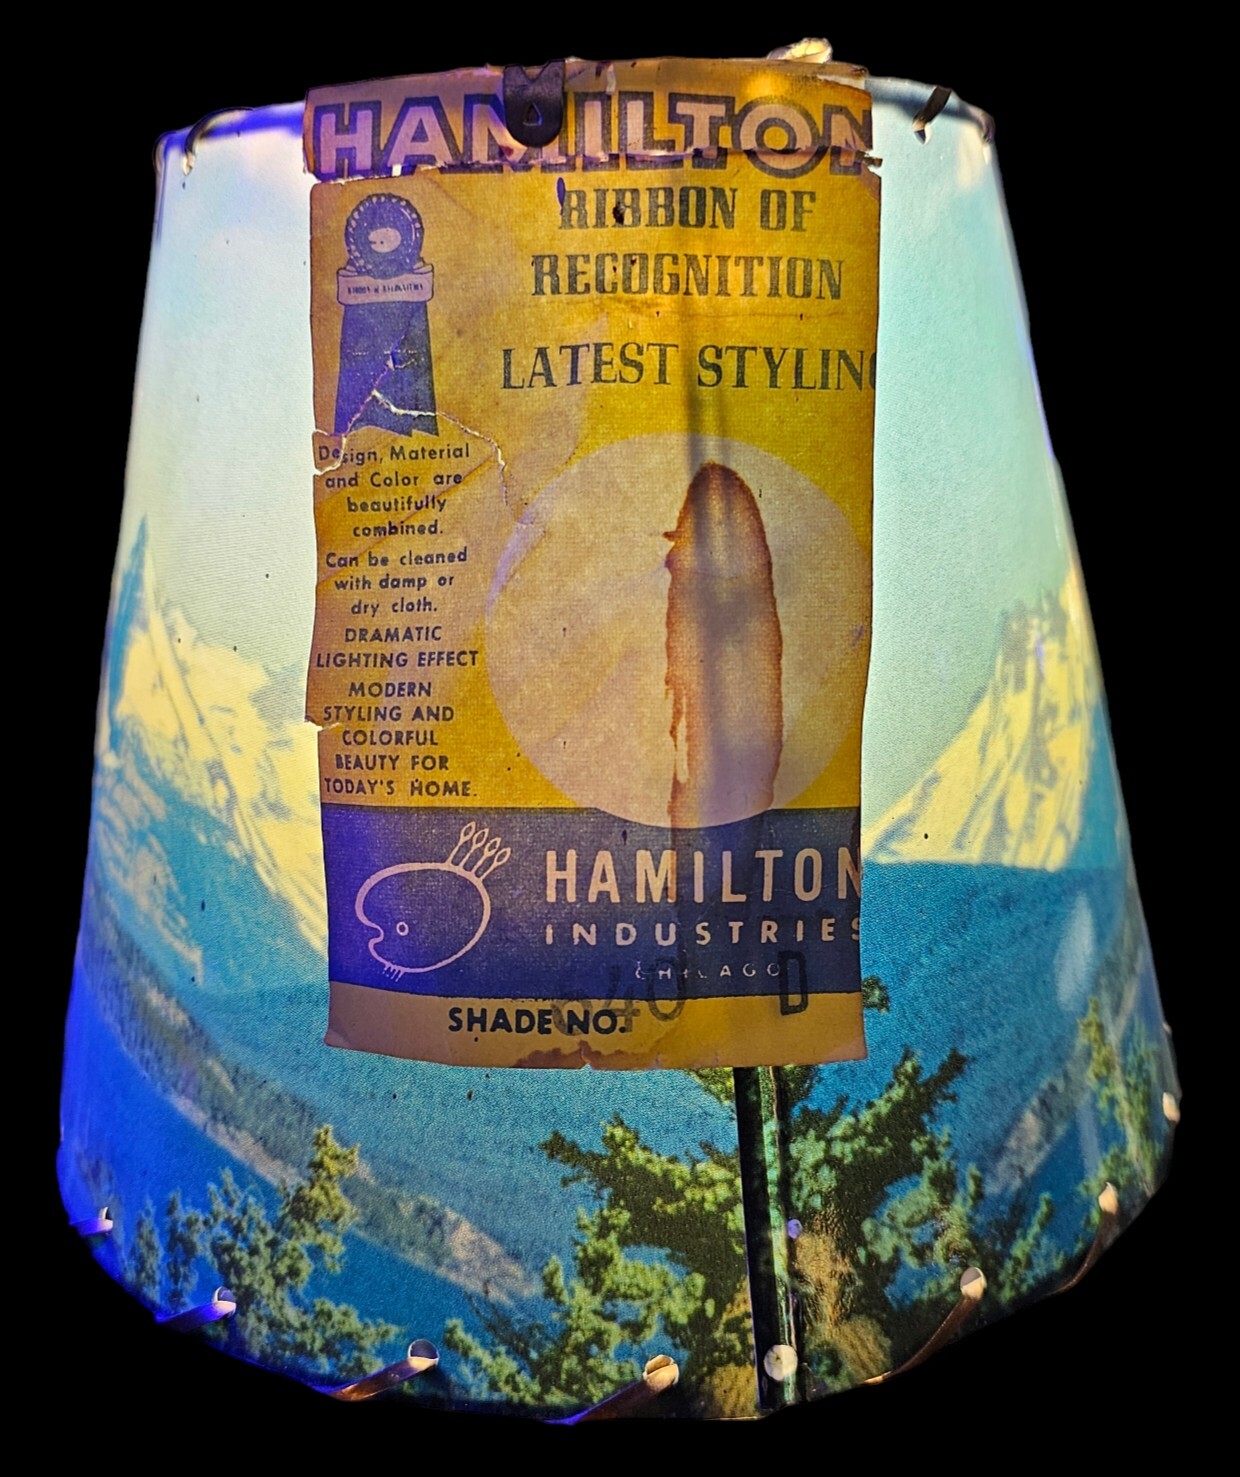 HAMILTON
RIBBON OF
RECOGNITION
LATEST STYLING
Design, Material
and Color are
beautifully
combined.
Can be cleaned
with damp or
dry cloth.
DRAMATIC
LIGHTING EFFECT
MODERN
STYLING AND
COLORFUL
BEAUTY FOR
TODAY'S HOME.
HAMILTON
INDUSTRIES
CHICAGO
SHADE NO.
40 D